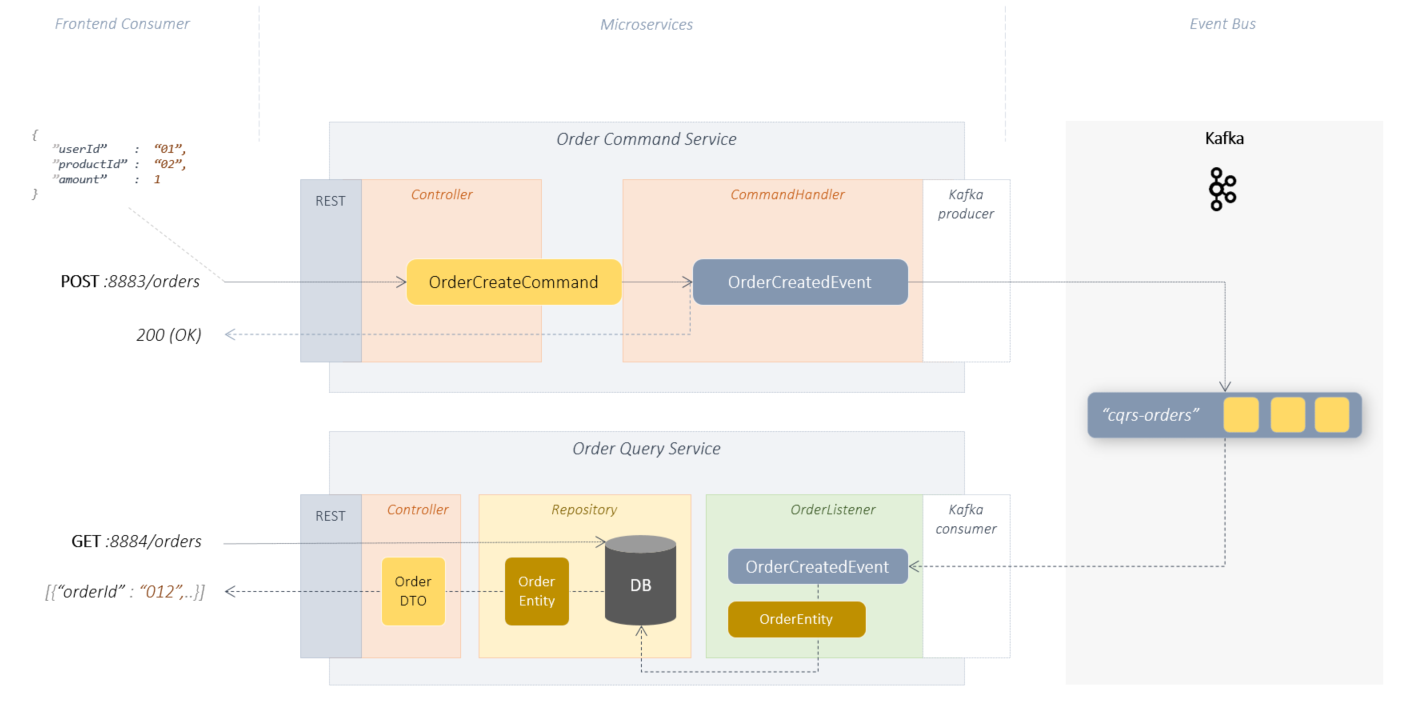 Frontend Consumer
Microservices
Event Bus
{
"userId" : “01”,
"productId" : “02”,
"amount" : 1
}
Order Command Service
Kafka
REST
Controller
CommandHandler
Kafka
producer
POST :8883/orders
OrderCreateCommand
OrderCreatedEvent
200 (OK)
“cqrs-orders”
Order Query Service
REST
Controller
Repository
OrderListener
Kafka
consumer
GET :8884/orders
[{“orderId” : “012”,..}]
Order
DTO
Order
Entity
DB
OrderCreatedEvent
OrderEntity